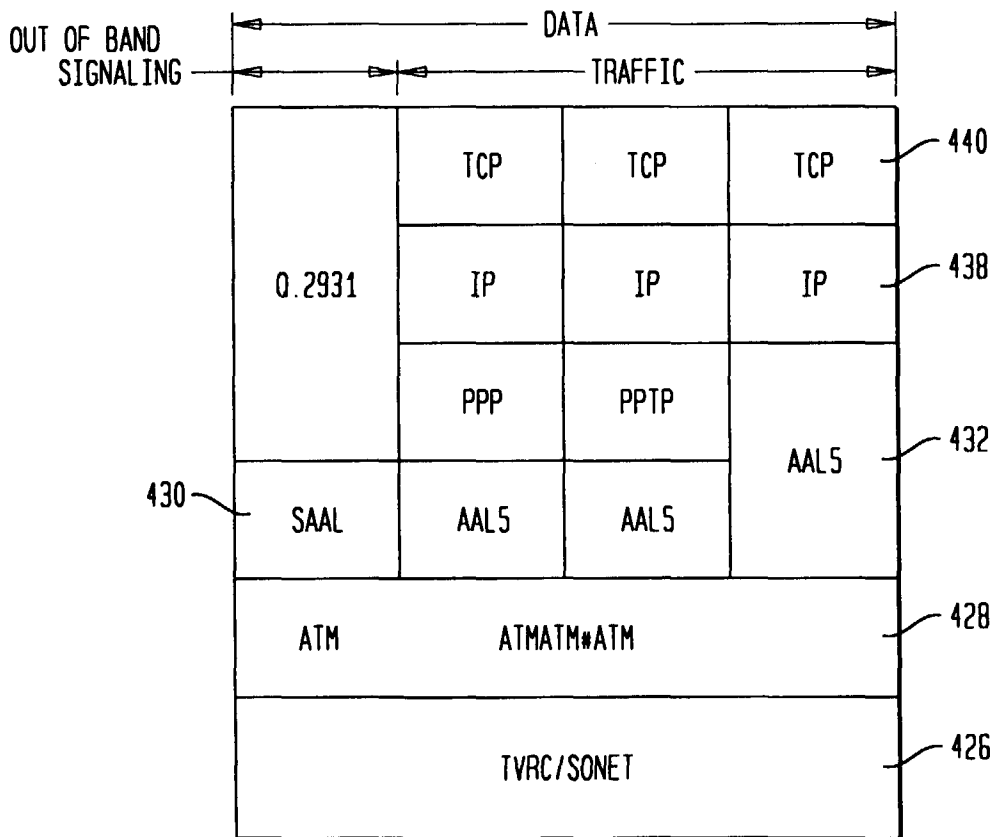 DATA
OUT OF BAND
SIGNALING
TRAFFIC
TCP TCP TCP 440
Q.2931 IP IP IP 438
PPP PPTP
AAL5 432
430 SAAL AAL5 AAL5
ATM ATMATM*ATM 428
TVRC/SONET 426